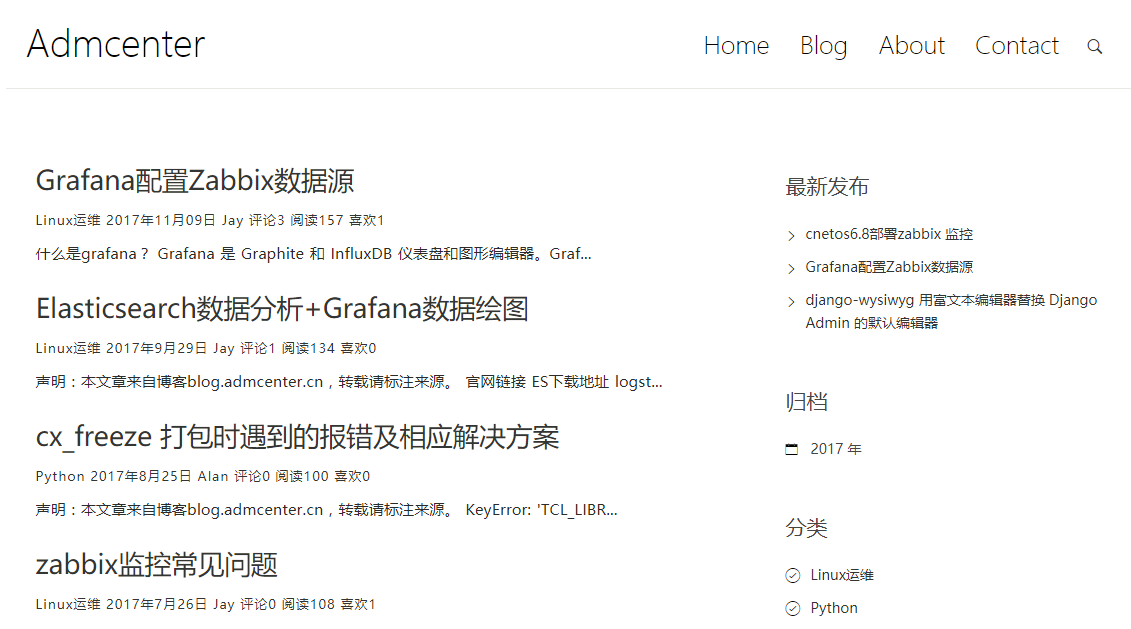 Admcenter
Home Blog About Contact
Grafana配置Zabbix数据源
Linux运维 2017年11月09日 Jay 评论3 阅读157 喜欢1
什么是grafana？ Grafana 是 Graphite 和 InfluxDB 仪表盘和图形编辑器。Graf...
Elasticsearch数据分析+Grafana数据绘图
Linux运维 2017年9月29日 Jay 评论1 阅读134 喜欢0
声明：本文章来自博客blog.admcenter.cn，转载请标注来源。 官网链接 ES下载地址 logst...
cx_freeze 打包时遇到的报错及相应解决方案
Python 2017年8月25日 Alan 评论0 阅读100 喜欢0
声明：本文章来自博客blog.admcenter.cn，转载请标注来源。 KeyError: 'TCL_LIBR...
zabbix监控常见问题
Linux运维 2017年7月26日 Jay 评论0 阅读108 喜欢1
最新发布
cnetos6.8部署zabbix 监控
Grafana配置Zabbix数据源
django-wysiwyg 用富文本编辑器替换 Django
Admin 的默认编辑器
归档
2017 年
分类
Linux运维
Python